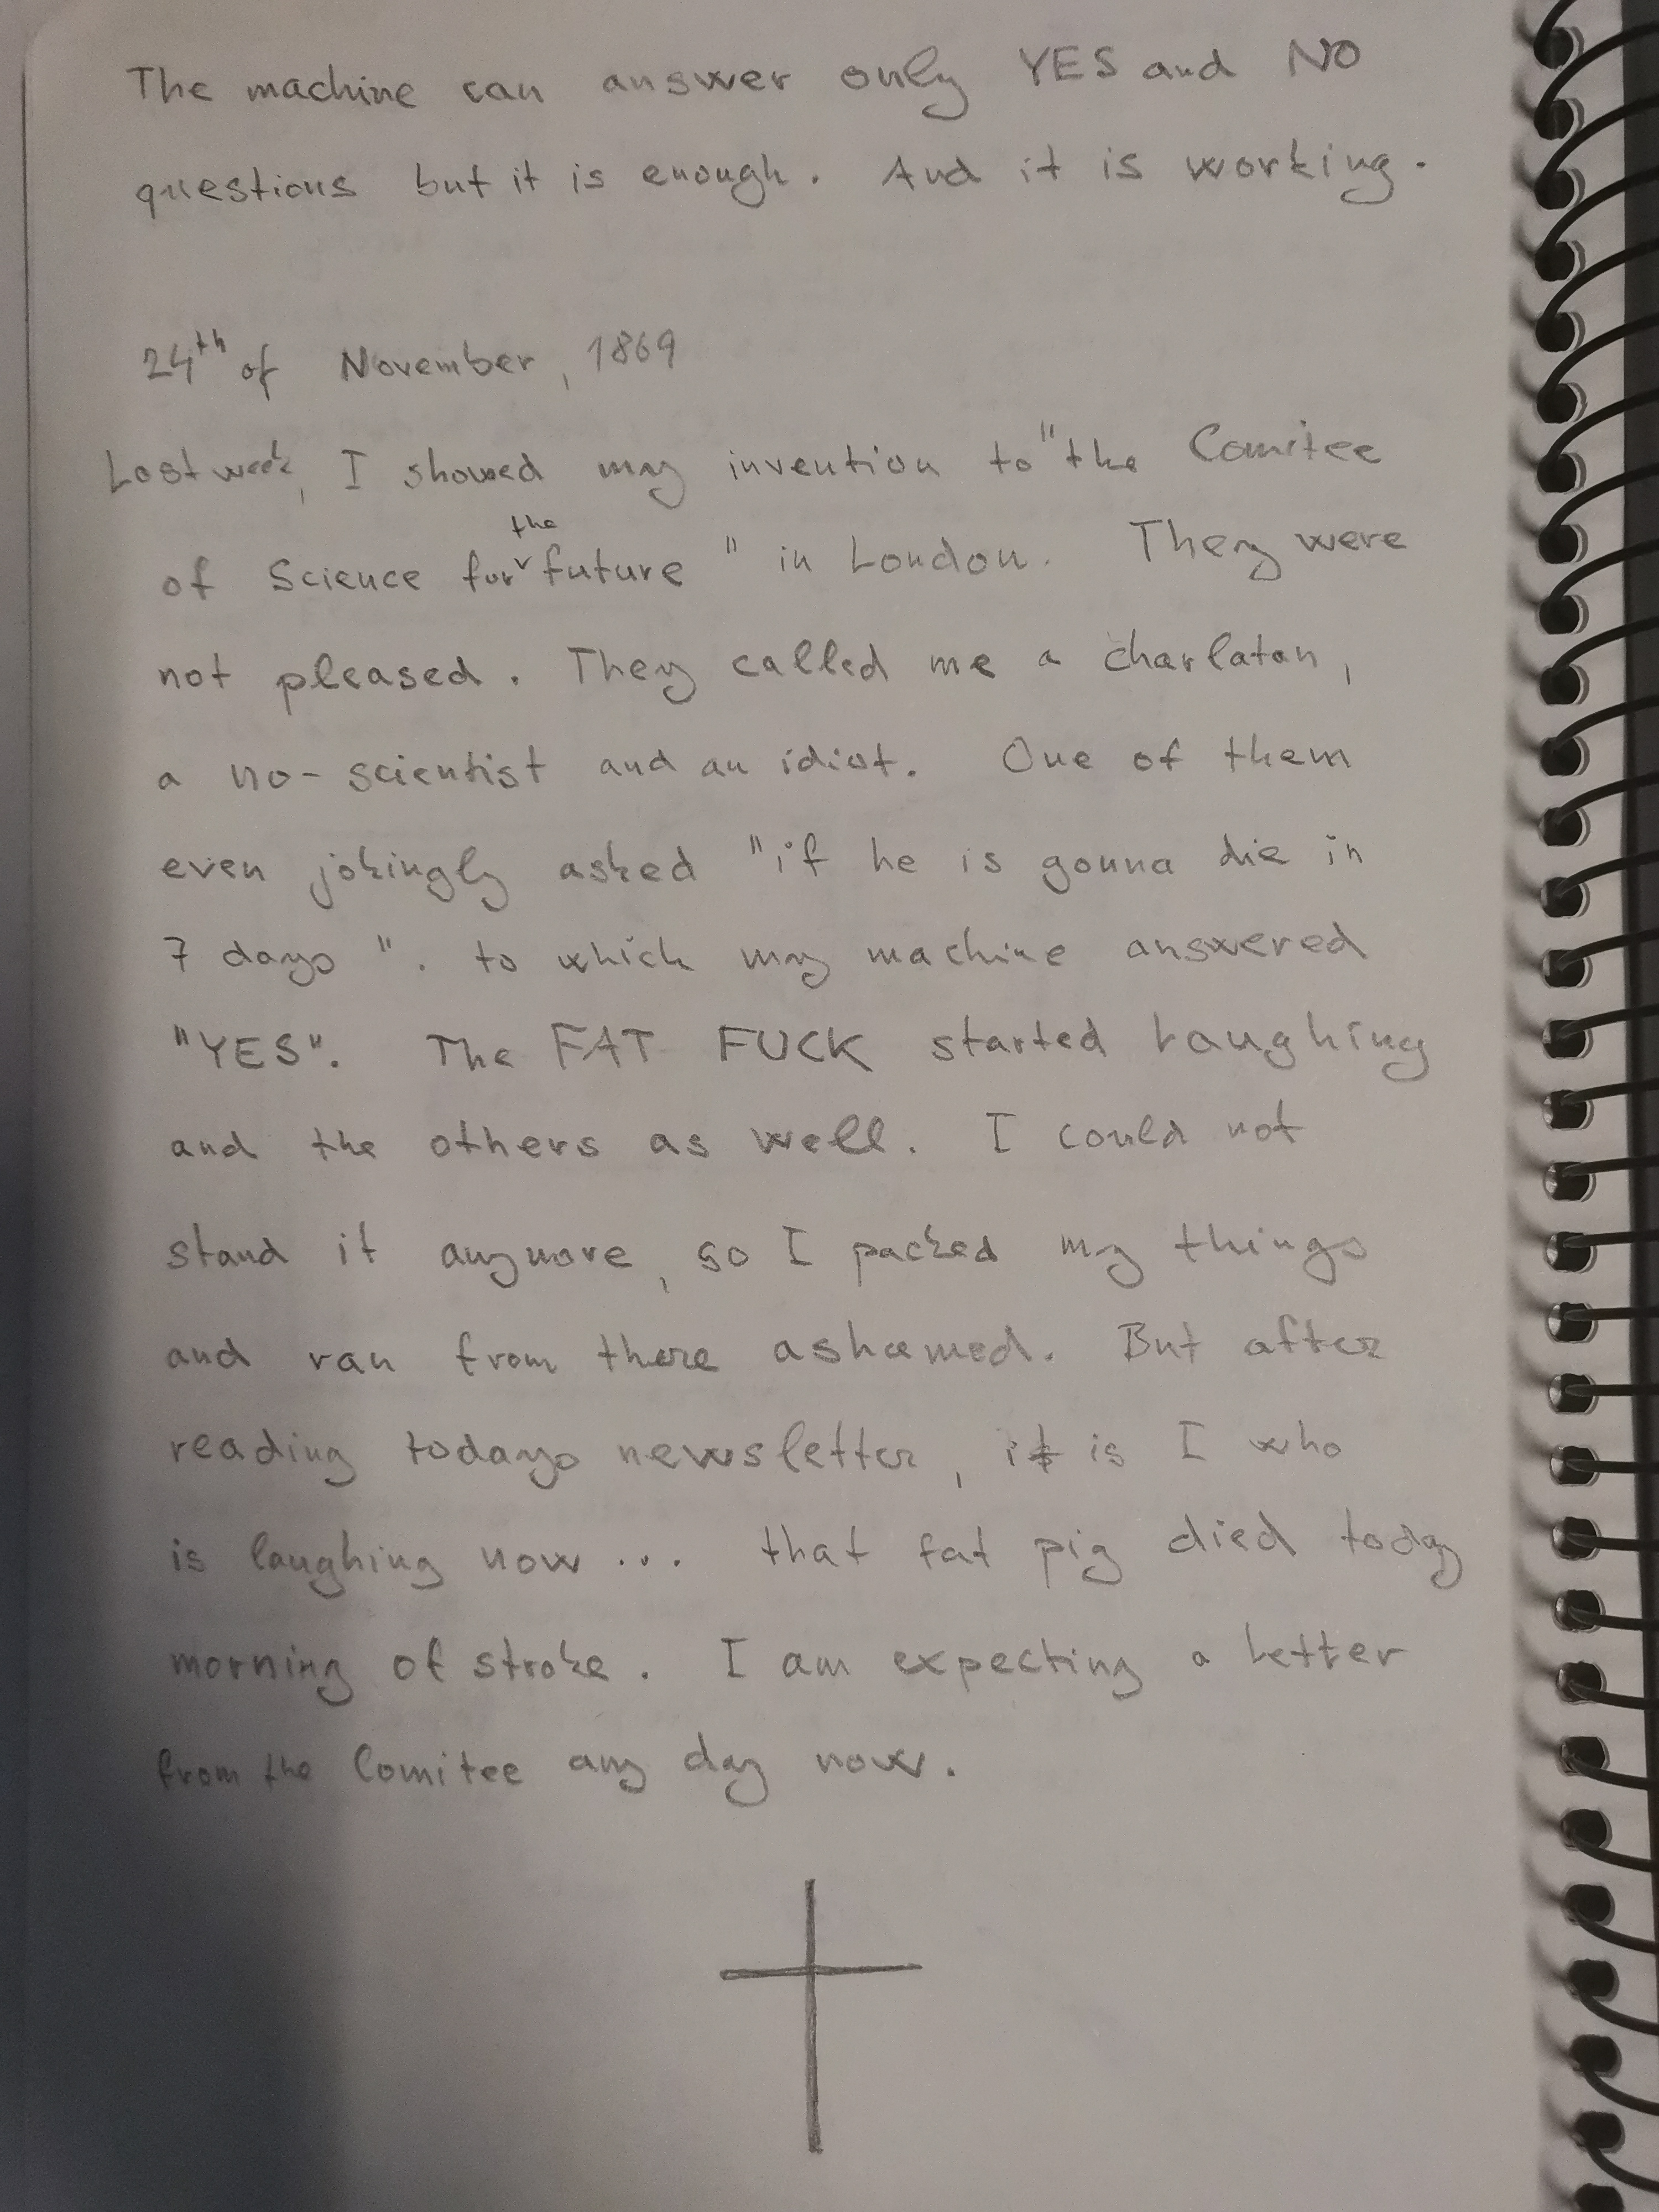 The machine can answer only YES and NO
questions but it is enough. And it is working.
24th of November, 1869
Last week, I showed my invention to "the Comitee
the
of Science for future " in London. They were
not pleased. They called me a charlatan,
a no-scientist and an idiot. One of them
even jokingly asked "if he is gonna die in
7 days ". to which my machine answered
"YES". The FAT FUCK started laughing
and the others as well. I could not
stand it anymore, so I packed my things
and ran from there ashamed. But after
reading todays newsletter, it is I who
is laughing now... that fat pig died today
morning of stroke. I am expecting a letter
from the Comitee any day now.